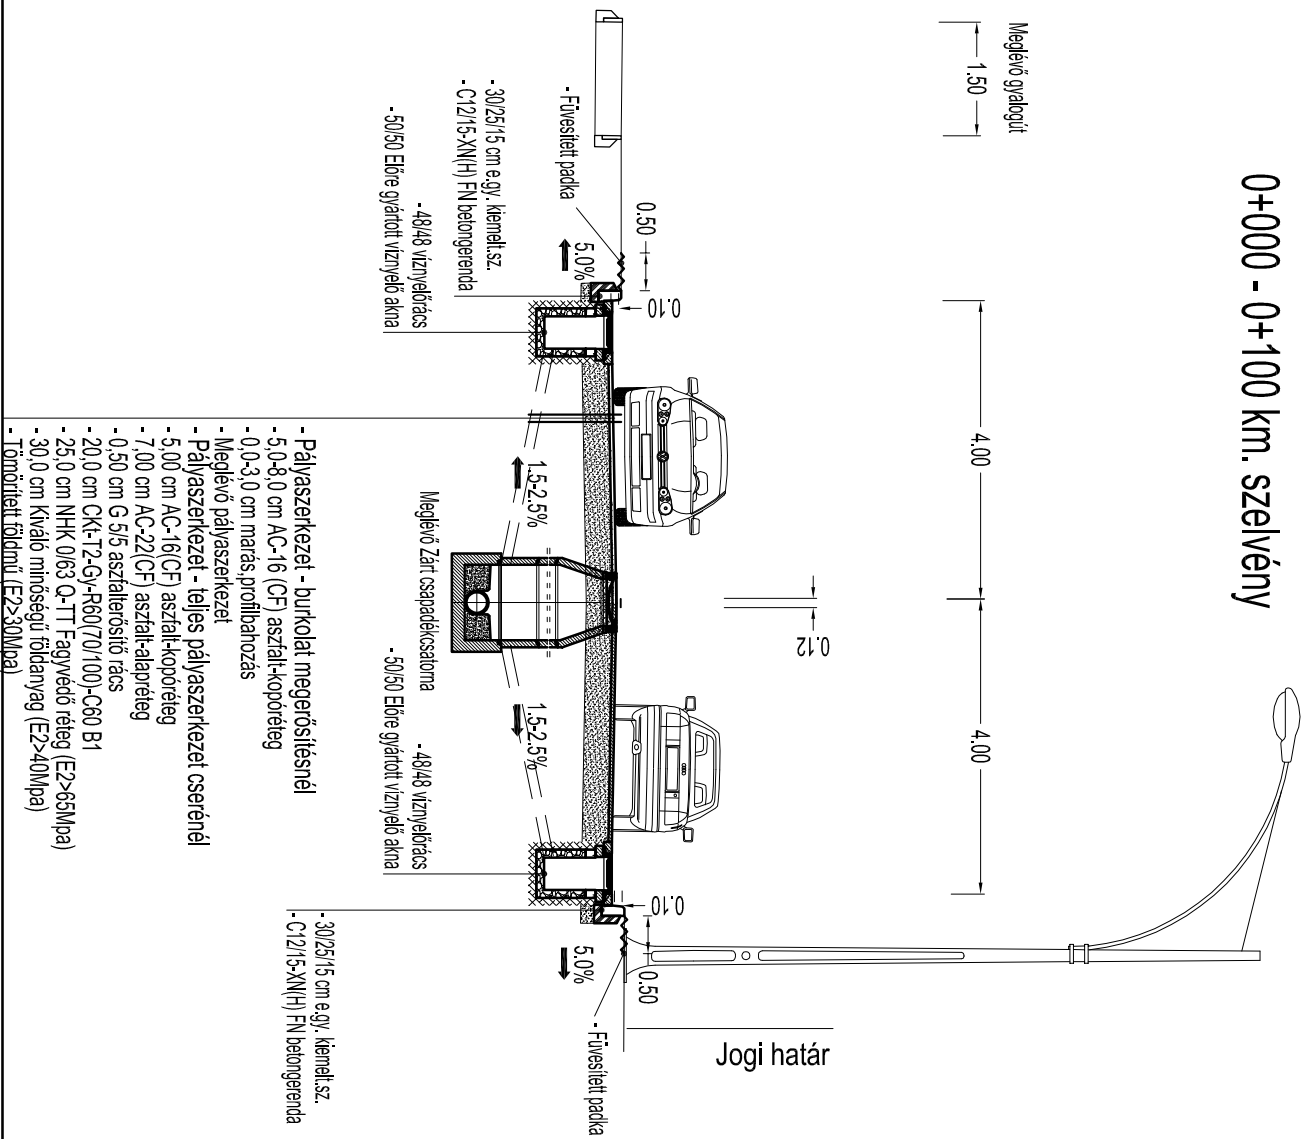 0+000 - 0+100 km. szelvény
Meglévő gyalogút
1.50
4.00
4.00
0.12
Jogi határ
0.50
5.0%
0.10
0.10
0.50
5.0%
- Füvesített padka
- Füvesített padka
- 30/25/15 cm e.gy. kiemelt.sz.
- C12/15-XN(H) FN betongerenda
- 48/48 víznyelőrács
- 50/50 Előre gyártott víznyelő akna
1.5-2.5%
1.5-2.5%
Meglévő Zárt csapadékcsatorna
- 48/48 víznyelőrács
- 50/50 Előre gyártott víznyelő akna
- 30/25/15 cm e.gy. kiemelt.sz.
- C12/15-XN(H) FN betongerenda
- Pályaszerkezet - burkolat megerősítésnél
- 5,0-8,0 cm AC-16 (CF) aszfalt-kopóréteg
- 0,0-3,0 cm marás,profilbahozás
- Meglévő pályaszerkezet
- Pályaszerkezet - teljes pályaszerkezet cserénél
- 5,00 cm AC-16(CF) aszfalt-kopóréteg
- 7,00 cm AC-22(CF) aszfalt-alapréteg
- 0,50 cm G 5/5 aszfalterősítő rács
- 20,0 cm CKt-T2-Gy-R60(70/100)-C60 B1
- 25,0 cm NHK 0/63 Q-TT Fagyvédő réteg (E2>65Mpa)
- 30,0 cm Kiváló minőségű földanyag (E2>40Mpa)
- Tömörített földmű (E2>30Mpa)